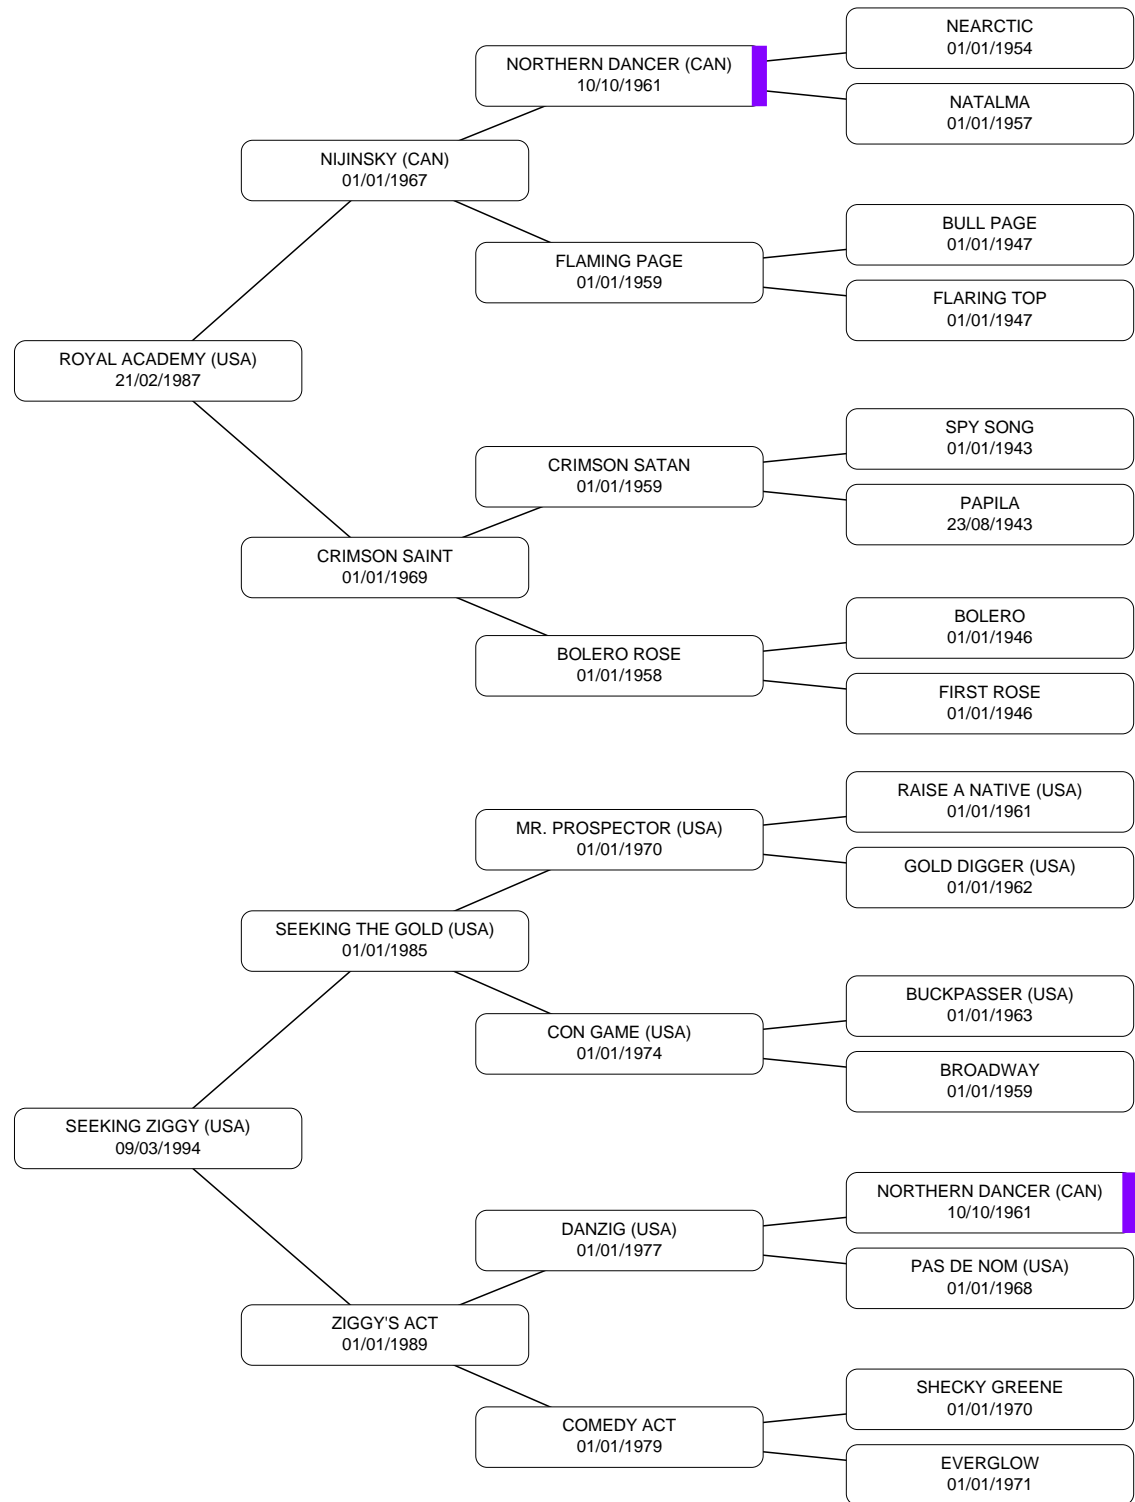 NEARCTIC
01/01/1954
NORTHERN DANCER (CAN)
10/10/1961
NATALMA
01/01/1957
NIJINSKY (CAN)
01/01/1967
BULL PAGE
01/01/1947
FLAMING PAGE
01/01/1959
FLARING TOP
01/01/1947
ROYAL ACADEMY (USA)
21/02/1987
SPY SONG
01/01/1943
CRIMSON SATAN
01/01/1959
PAPILA
23/08/1943
CRIMSON SAINT
01/01/1969
BOLERO
01/01/1946
BOLERO ROSE
01/01/1958
FIRST ROSE
01/01/1946
RAISE A NATIVE (USA)
01/01/1961
MR. PROSPECTOR (USA)
01/01/1970
GOLD DIGGER (USA)
01/01/1962
SEEKING THE GOLD (USA)
01/01/1985
BUCKPASSER (USA)
01/01/1963
CON GAME (USA)
01/01/1974
BROADWAY
01/01/1959
SEEKING ZIGGY (USA)
09/03/1994
NORTHERN DANCER (CAN)
10/10/1961
DANZIG (USA)
01/01/1977
PAS DE NOM (USA)
01/01/1968
ZIGGY'S ACT
01/01/1989
SHECKY GREENE
01/01/1970
COMEDY ACT
01/01/1979
EVERGLOW
01/01/1971